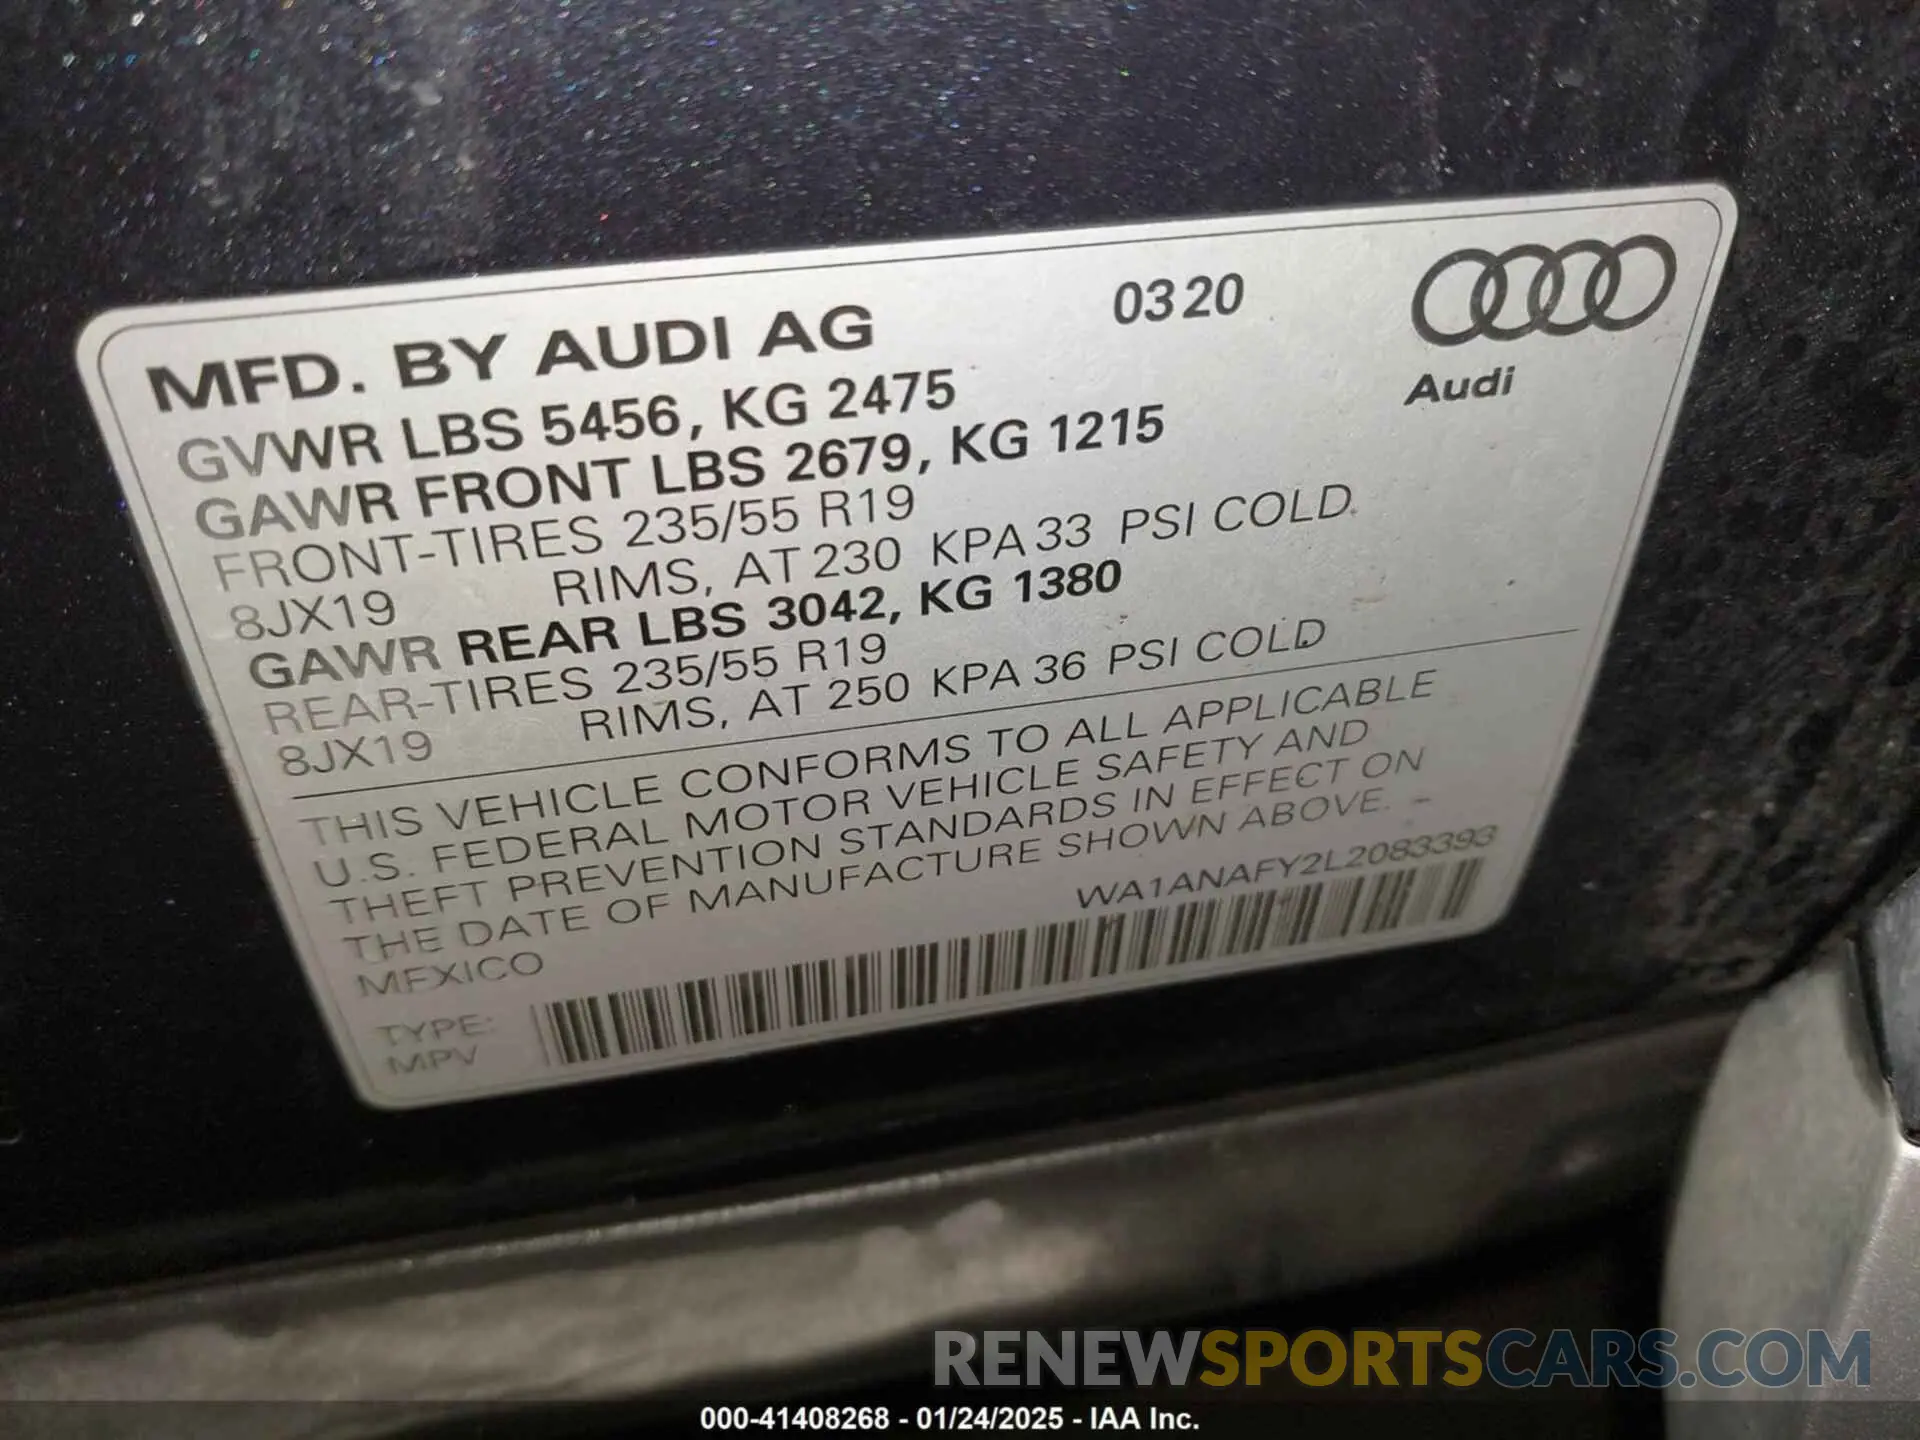 MFD. BY AUDI AG 03 20
Audi
GVWR LBS 5456, KG 2475
GAWR FRONT LBS 2679, KG 1215
FRONT-TIRES 235/55 R19
8JX19 RIMS, AT 230 KPA 33 PSI COLD
GAWR REAR LBS 3042, KG 1380
REAR-TIRES 235/55 R19
8JX19 RIMS, AT 250 KPA 36 PSI COLD
THIS VEHICLE CONFORMS TO ALL APPLICABLE
U.S. FEDERAL MOTOR VEHICLE SAFETY AND
THEFT PREVENTION STANDARDS IN EFFECT ON
THE DATE OF MANUFACTURE SHOWN ABOVE. -
MEXICO WA1ANAFY2L2083393
TYPE:
MPV
RENEWSPORTSCARS.COM
000-41408268 - 01/24/2025 - IAA Inc.